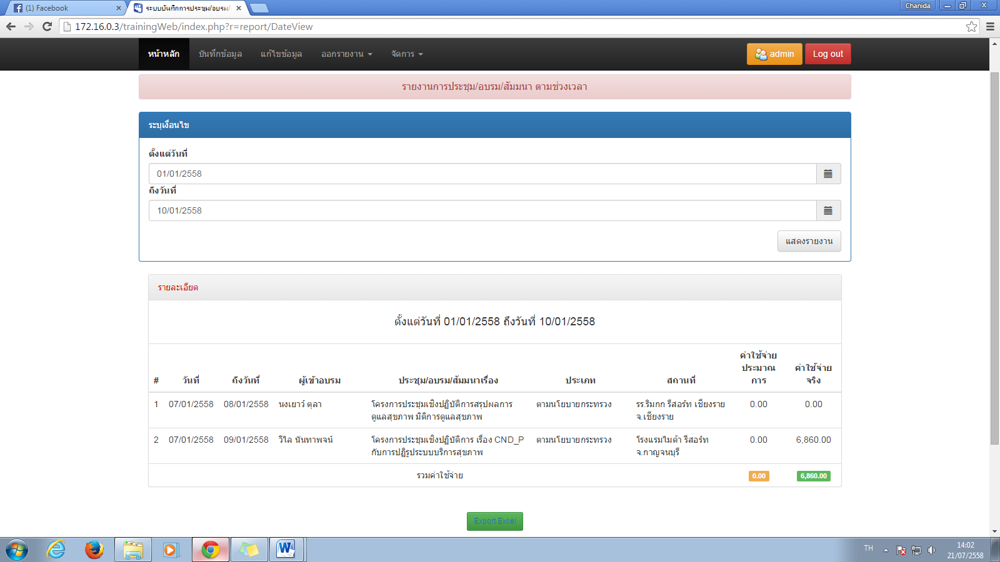 (1) Facebook
ระบบบันทึกการประชุม/อบรม/
Chanida
172.16.0.3/trainingWeb/index.php?r=report/DateView
หน้าหลัก บันทึกข้อมูล แก้ไขข้อมูล ออกรายงาน จัดการ admin Log out
รายงานการประชุม/อบรม/สัมมนา ตามช่วงเวลา
ระบุเงื่อนไข
ตั้งแต่วันที่
01/01/2558
ถึงวันที่
10/01/2558
แสดงรายงาน
รายละเอียด
ตั้งแต่วันที่ 01/01/2558 ถึงวันที่ 10/01/2558
# วันที่ ถึงวันที่ ผู้เข้าอบรม ประชุม/อบรม/สัมมนาเรื่อง ประเภท สถานที่ ค่าใช้จ่าย
ประมาณ
การ
ค่าใช้จ่าย
จริง
1 07/01/2558 08/01/2558 นงเยาว์ ตุลา โครงการประชุมเชิงปฏิบัติการสรุปผลการ ตามนโยบายกระทรวง รร.ริมกก รีสอร์ท เชียงราย 0.00 0.00
ดูแลสุขภาพ มิติการดูแลสุขภาพ จ.เชียงราย
2 07/01/2558 09/01/2558 วิไล นันทาพจน์ โครงการประชุมเชิงปฏิบัติการ เรื่อง CND_P ตามนโยบายกระทรวง โรงแรมไมด้า รีสอร์ท 0.00 6,860.00
กับการปฏิรูประบบบริการสุขภาพ จ.กาญจนบุรี
รวมค่าใช้จ่าย 0.00 6,860.00
Export Excel
TH
14:02
21/07/2558